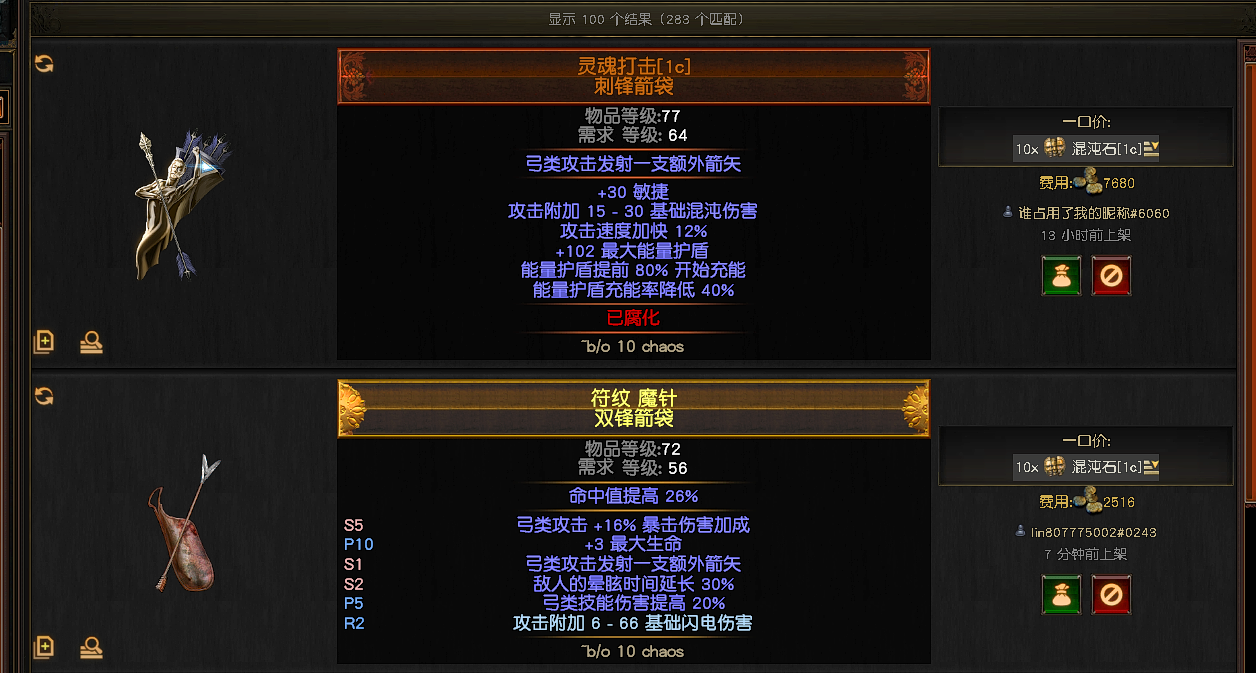 显示 100 个结果（283 个匹配）
灵魂打击[1c]
刺锋箭袋
物品等级:77
需求 等级: 64
弓类攻击发射一支额外箭矢
+30 敏捷
攻击附加 15 - 30 基础混沌伤害
攻击速度加快 12%
+102 最大能量护盾
能量护盾提前 80% 开始充能
能量护盾充能率降低 40%
已腐化
~b/o 10 chaos
一口价:
10x 混沌石[1c]
费用: 7680
谁占用了我的昵称#6060
13 小时前上架
符纹 魔针
双锋箭袋
物品等级:72
需求 等级: 56
命中值提高 26%
S5 弓类攻击 +16% 暴击伤害加成
P10 +3 最大生命
S1 弓类攻击发射一支额外箭矢
S2 敌人的晕眩时间延长 30%
P5 弓类技能伤害提高 20%
R2 攻击附加 6 - 66 基础闪电伤害
~b/o 10 chaos
一口价:
10x 混沌石[1c]
费用: 2516
lin807775002#0243
7 分钟前上架